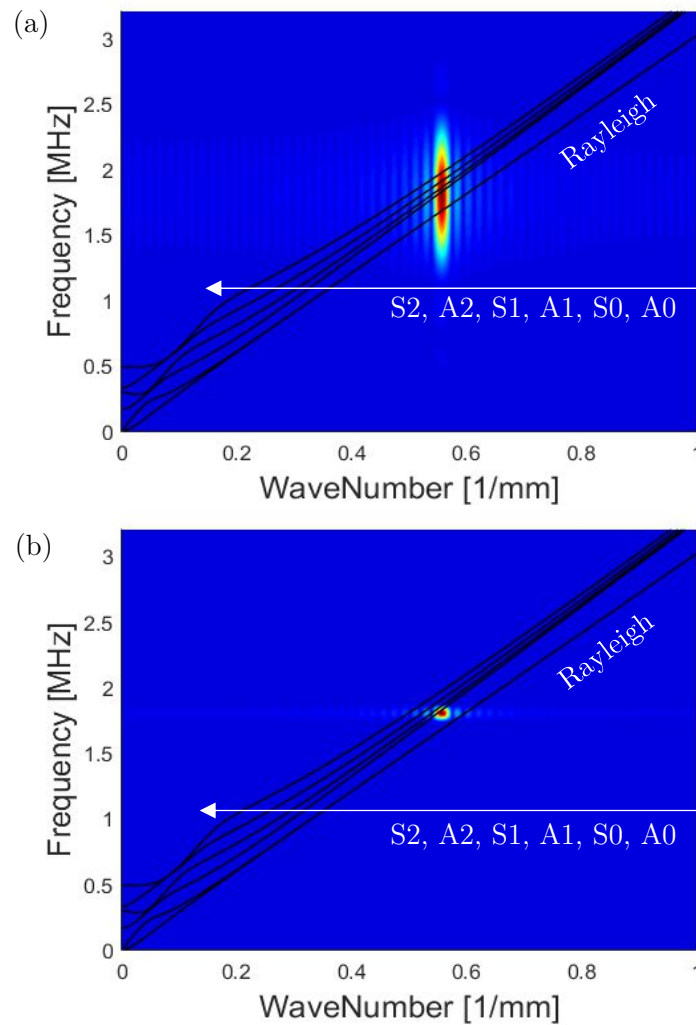 (a)
3
2.5
2
1.5
1
0.5
0
Frequency [MHz]
Rayleigh
S2, A2, S1, A1, S0, A0
0 0.2 0.4 0.6 0.8 1
WaveNumber [1/mm]
(b)
3
2.5
2
1.5
1
0.5
0
Frequency [MHz]
Rayleigh
S2, A2, S1, A1, S0, A0
0 0.2 0.4 0.6 0.8 1
WaveNumber [1/mm]